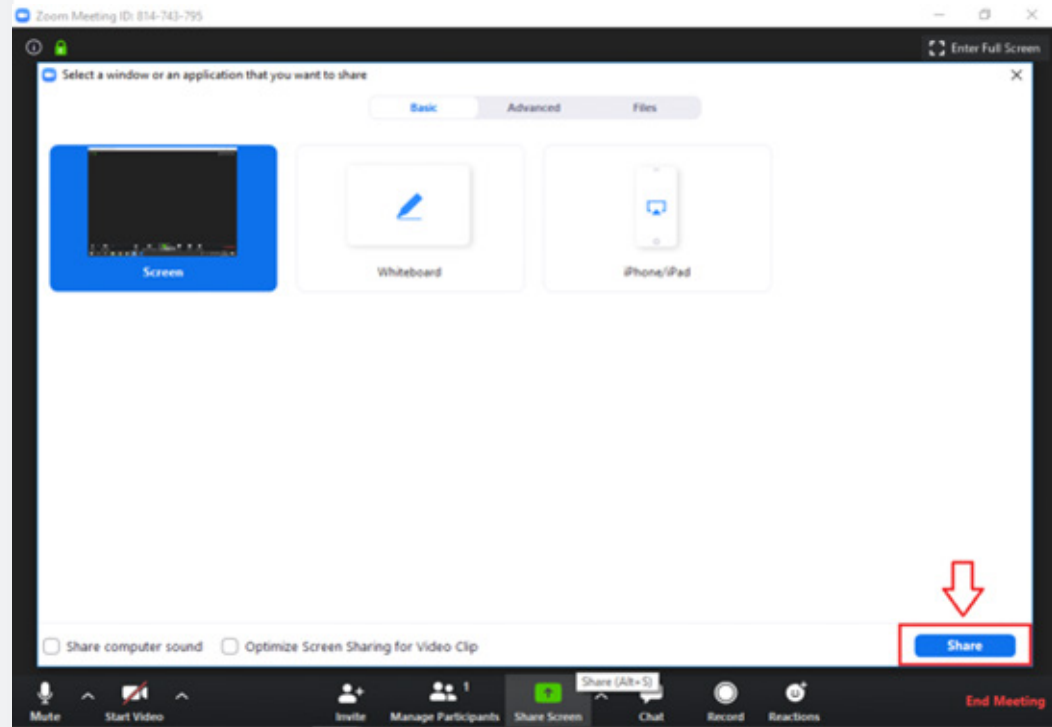 Zoom Meeting ID: 814-743-795
Enter Full Screen
Select a window or an application that you want to share
Basic Advanced Files
Screen Whiteboard iPhone/iPad
Share computer sound Optimize Screen Sharing for Video Clip Share
Share (Alt+S)
1
Mute Start Video Invite Manage Participants Share Screen Chat Record Reactions End Meeting